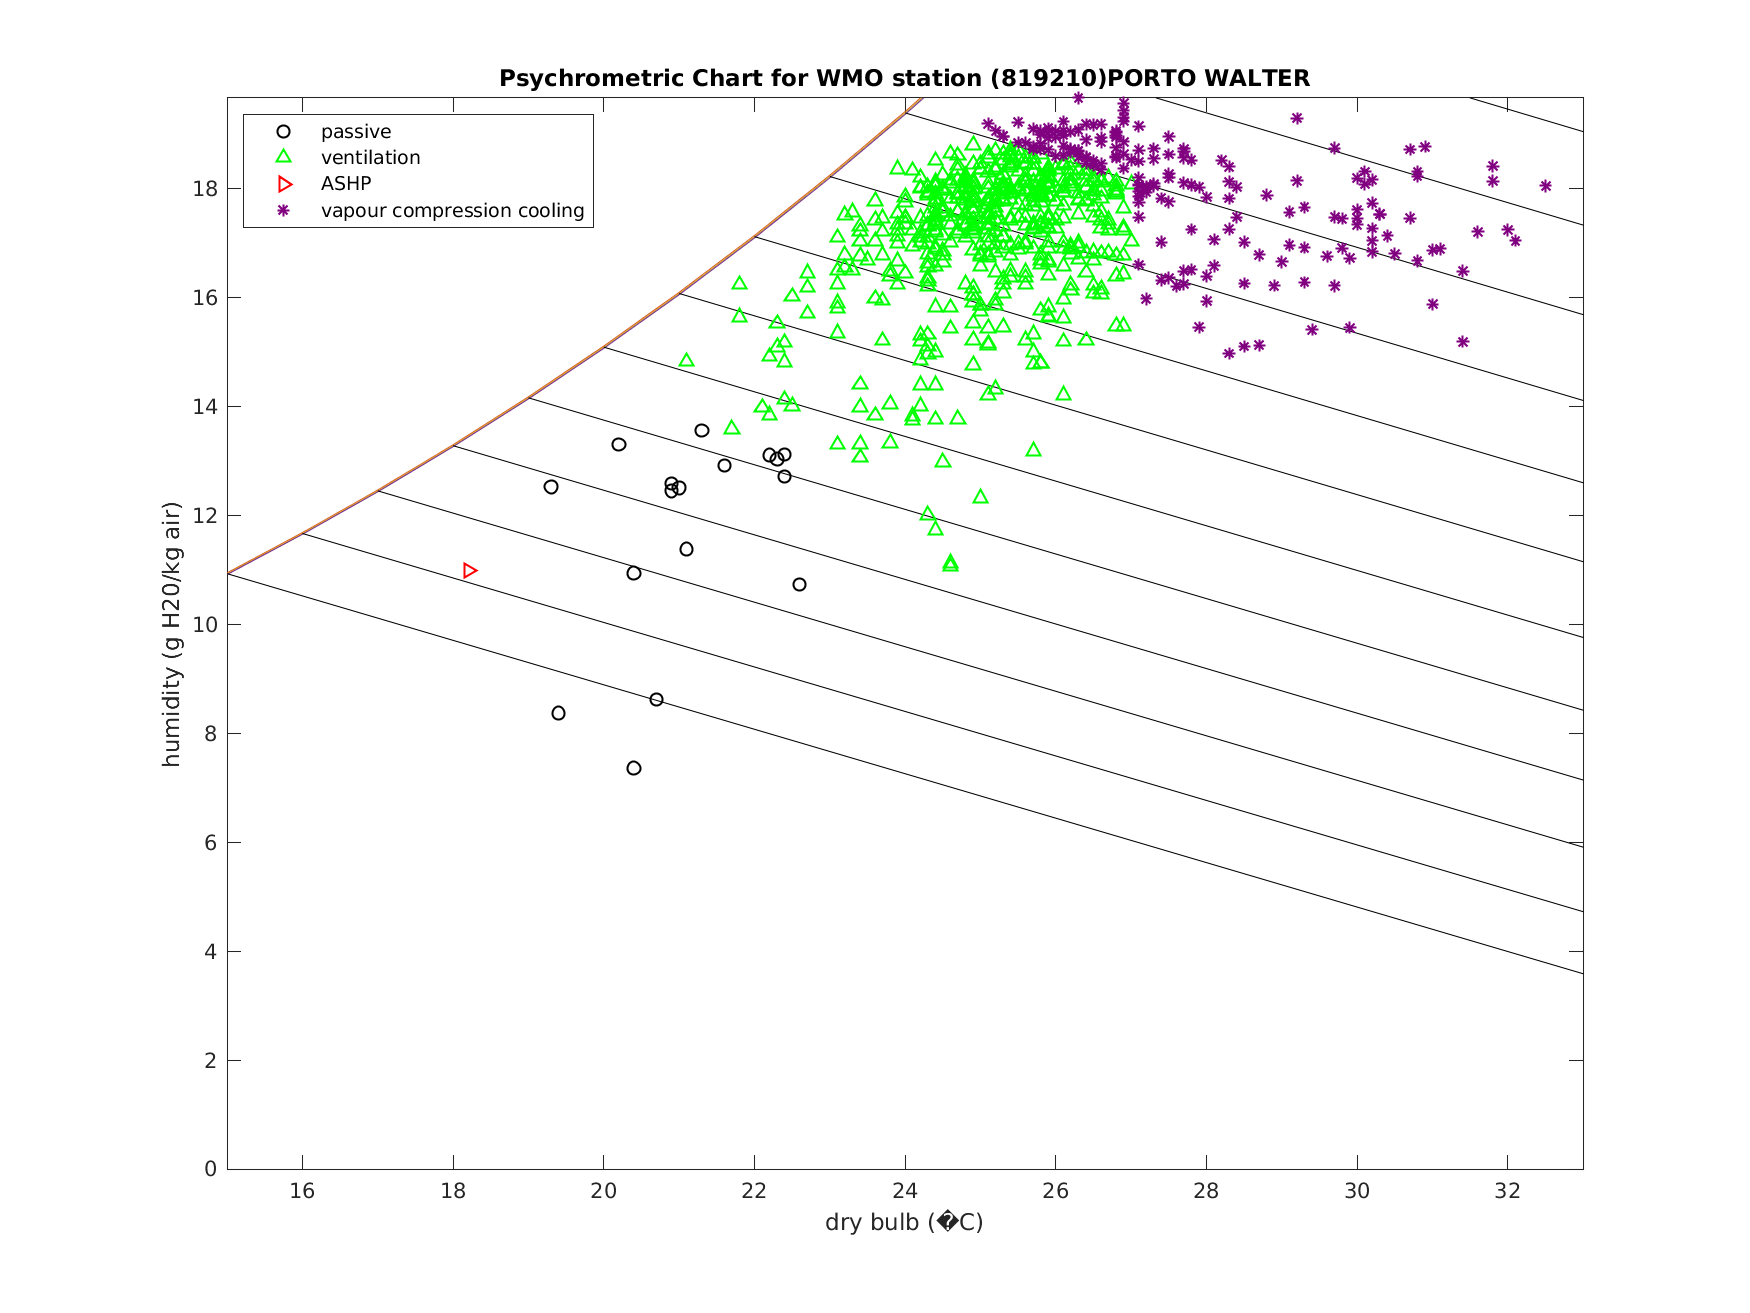 Psychrometric Chart for WMO station (819210)PORTO WALTER
passive
ventilation
ASHP
vapour compression cooling
humidity (g H20/kg air)
18
16
14
12
10
8
6
4
2
0
16 18 20 22 24 26 28 30 32
dry bulb (�C)